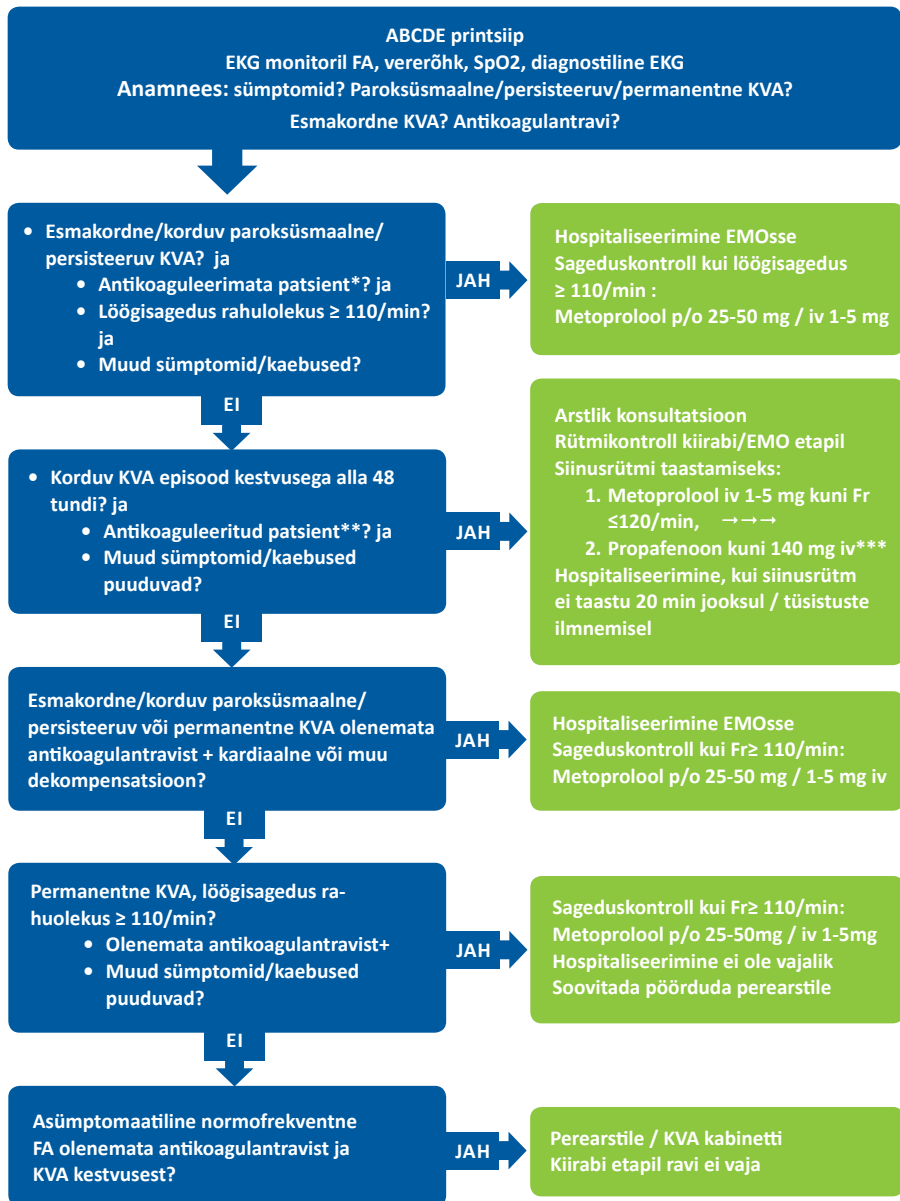 ABCDE printsiip
EKG monitoril FA, vererõhk, SpO2, diagnostiline EKG
Anamnees: sümptomid? Paroksüsmaalne/persisteeruv/permanentne KVA?
Esmakordne KVA? Antikoagulantravi?
• Esmakordne/korduv paroksüsmaalne/
persisteeruv KVA? ja
• Antikoaguleerimata patsient*? ja
• Löögisagedus rahulolekus ≥ 110/min?
ja
• Muud sümptomid/kaebused?
JAH
Hospitaliseerimine EMOsse
Sageduskontroll kui löögisagedus
≥ 110/min :
Metoprolool p/o 25-50 mg / iv 1-5 mg
EI
• Korduv KVA episood kestvusega alla 48
tundi? ja
• Antikoaguleeritud patsient**? ja
• Muud sümptomid/kaebused
puuduvad?
JAH
Arstlik konsultatsioon
Rütmikontroll kiirabi/EMO etapil
Siinusrütmi taastamiseks:
1. Metoprolool iv 1-5 mg kuni Fr
≤120/min, →→→
2. Propafenoon kuni 140 mg iv***
Hospitaliseerimine, kui siinusrütm
ei taastu 20 min jooksul / tüsistuste
ilmnemisel
EI
Esmakordne/korduv paroksüsmaalne/
persisteeruv või permanentne KVA olenemata
antikoagulantravist + kardiaalne või muu
dekompensatsioon?
JAH
Hospitaliseerimine EMOsse
Sageduskontroll kui Fr≥ 110/min:
Metoprolool p/o 25-50 mg / 1-5 mg iv
EI
Permanentne KVA, löögisagedus ra-
huolekus ≥ 110/min?
• Olenemata antikoagulantravist+
• Muud sümptomid/kaebused
puuduvad?
JAH
Sageduskontroll kui Fr≥ 110/min:
Metoprolool p/o 25-50mg / iv 1-5mg
Hospitaliseerimine ei ole vajalik
Soovitada pöörduda perearstile
EI
Asümptomaatiline normofrekventne
FA olenemata antikoagulantravist ja
KVA kestvusest?
JAH
Perearstile / KVA kabinetti
Kiirabi etapil ravi ei vaja